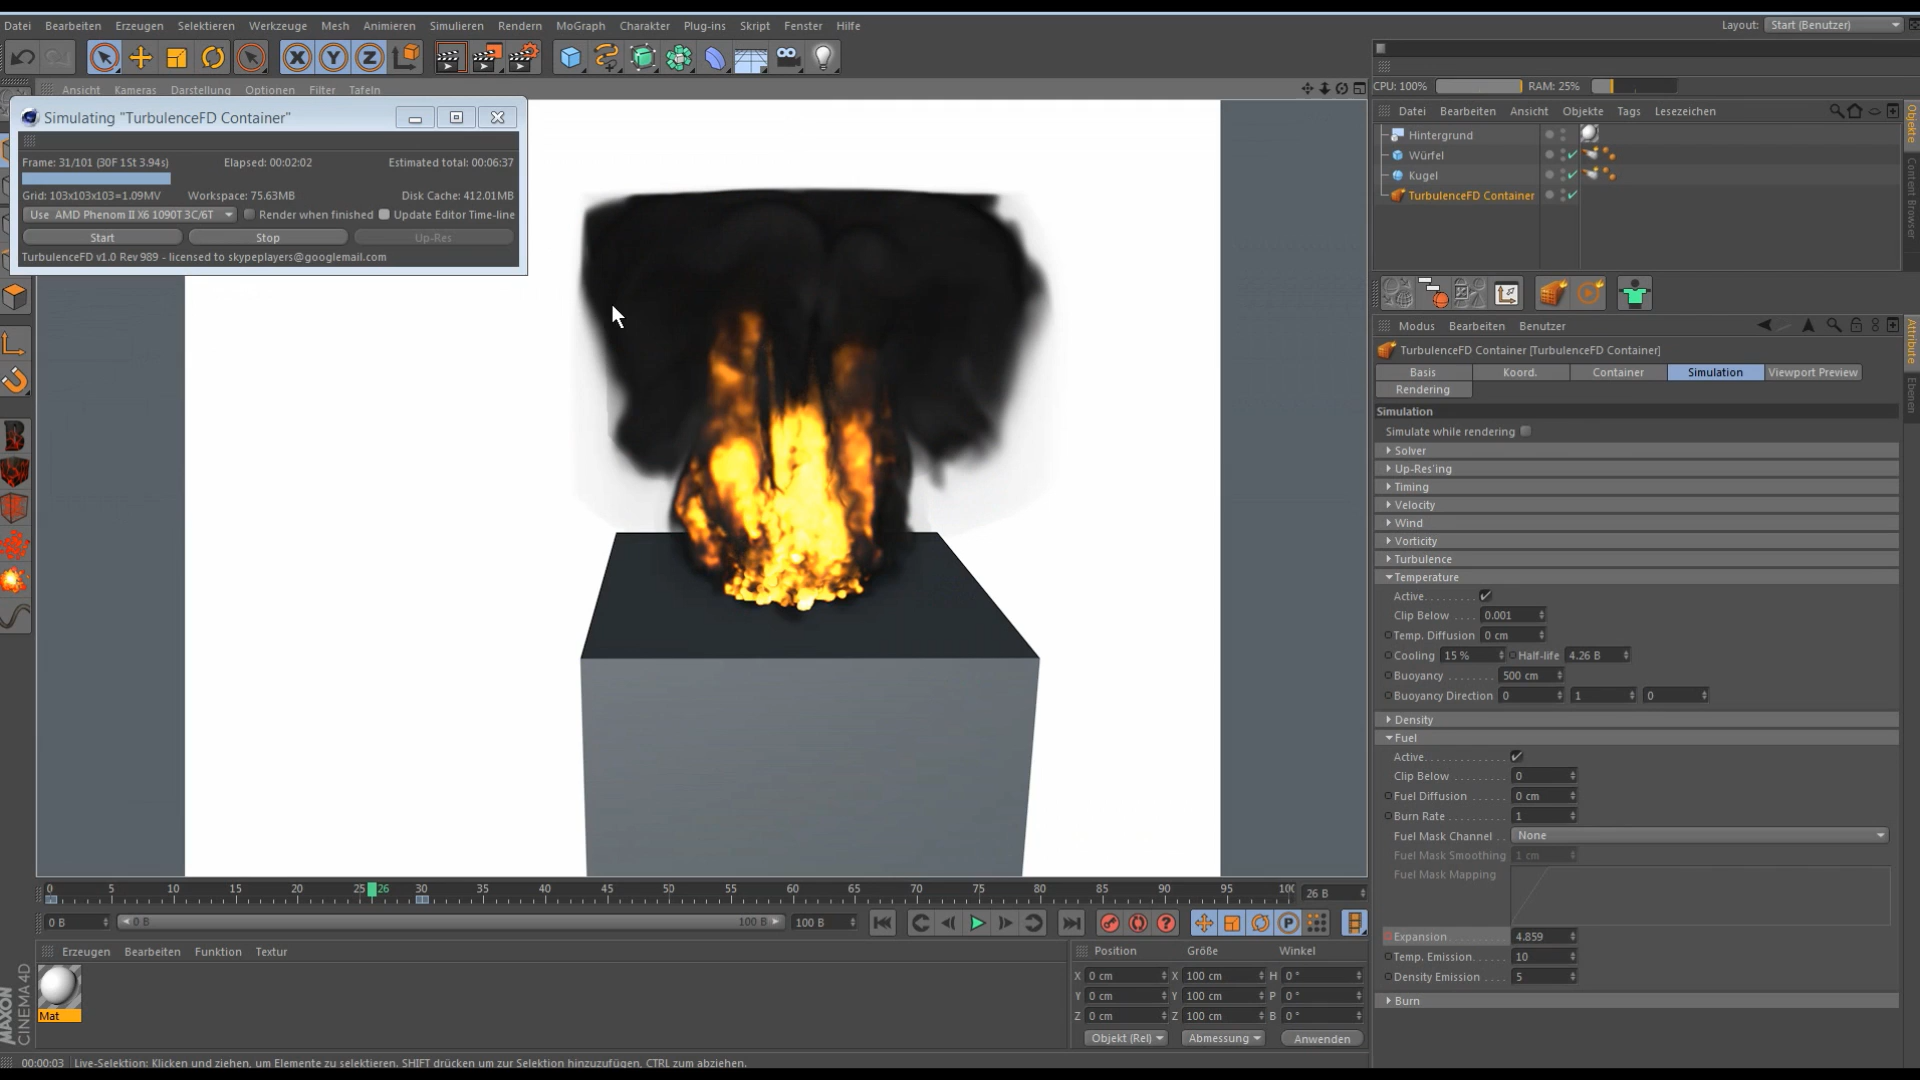 Datei Bearbeiten Erzeugen Selektieren Werkzeuge Mesh Animieren Simulieren Rendern MoGraph Charakter Plug-ins Skript Fenster Hilfe
Layout: Start (Benutzer)
Ansicht Kameras Darstellung Optionen Filter Tafeln
CPU: 100% RAM: 25%
Simulating "TurbulenceFD Container"
Frame: 31/101 (30F 1St 3.94s) Elapsed: 00:02:02 Estimated total: 00:06:37
Grid: 103x103x103=1.09MV Workspace: 75.63MB Disk Cache: 412.01MB
Use AMD Phenom II X6 1090T 3C/6T Render when finished Update Editor Time-line
Start Stop Up-Res
TurbulenceFD v1.0 Rev 989 - licensed to skypeplayers@googlemail.com
Datei Bearbeiten Ansicht Objekte Tags Lesezeichen
Hintergrund
Würfel
Kugel
TurbulenceFD Container
Objekte
Content Browser
Attribute
Ebenen
Modus Bearbeiten Benutzer
TurbulenceFD Container [TurbulenceFD Container]
Basis Koord. Container Simulation Viewport Preview
Rendering
Simulation
Simulate while rendering
Solver
Up-Res'ing
Timing
Velocity
Wind
Vorticity
Turbulence
Temperature
Active
Clip Below 0.001
Temp. Diffusion 0 cm
Cooling 15 % Half-life 4.26 B
Buoyancy 500 cm
Buoyancy Direction 0 1 0
Density
Fuel
Active
Clip Below 0
Fuel Diffusion 0 cm
Burn Rate 1
Fuel Mask Channel None
Fuel Mask Smoothing 1 cm
Fuel Mask Mapping
Expansion 4.859
Temp. Emission 10
Density Emission 5
Burn
0 5 10 15 20 25 26 30 35 40 45 50 55 60 65 70 75 80 85 90 95 100 26 B
0 B 0 B 100 B 100 B
P
Erzeugen Bearbeiten Funktion Textur
Mat
MAXON
CINEMA 4D
Position Größe Winkel
X 0 cm X 100 cm H 0 °
Y 0 cm Y 100 cm P 0 °
Z 0 cm Z 100 cm B 0 °
Objekt (Rel) Abmessung Anwenden
00:00:03 Live-Selektion: Klicken und ziehen, um Elemente zu selektieren. SHIFT drücken um zur Selektion hinzuzufügen, CTRL zum abziehen.